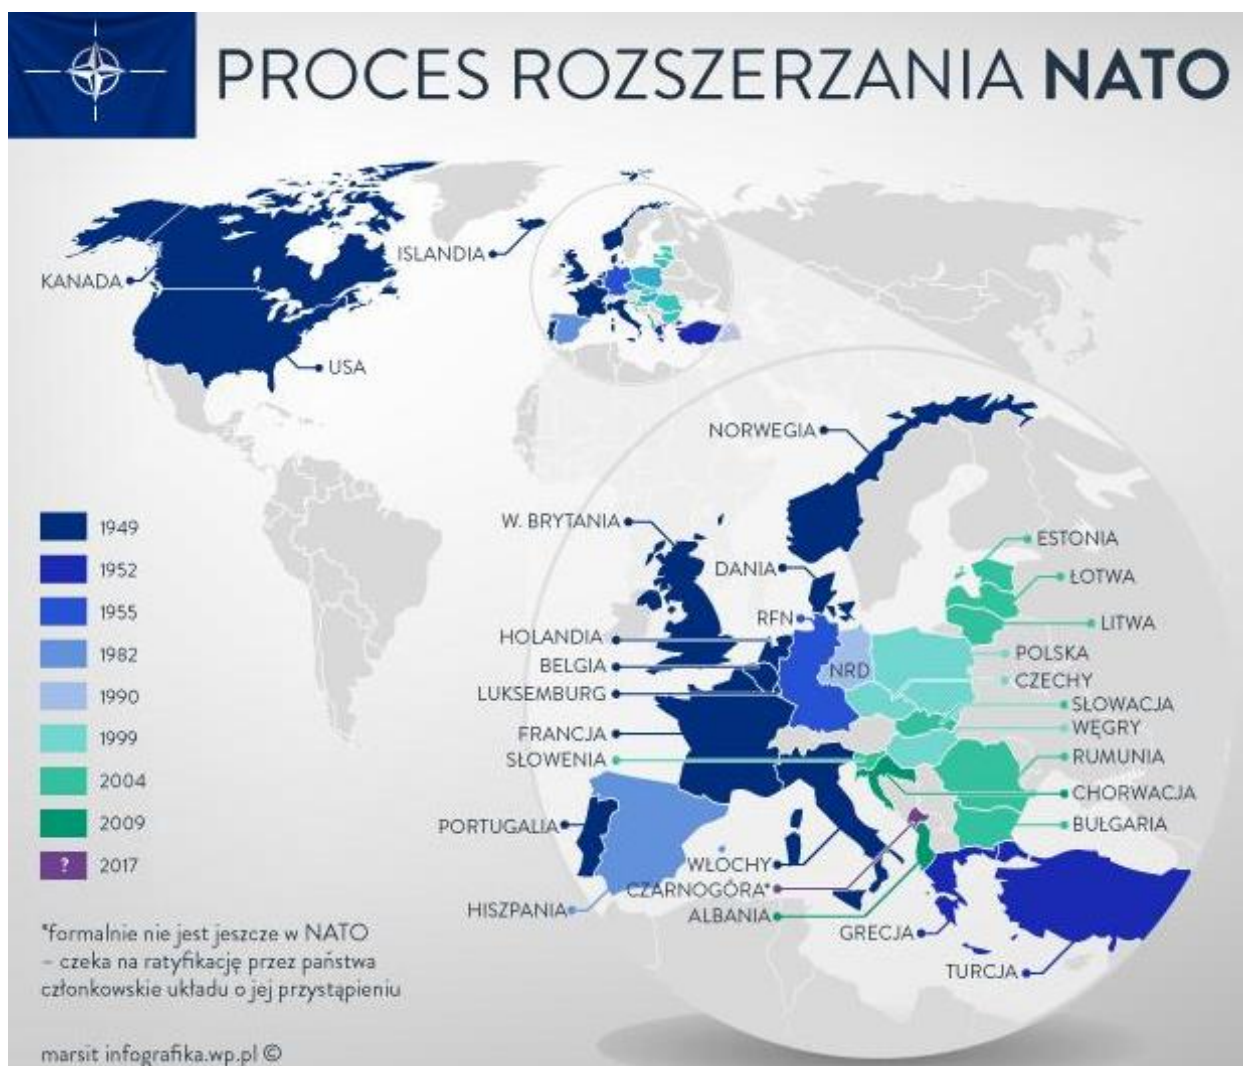 PROCES ROZSZERZANIA NATO
KANADA
ISLANDIA
USA
NORWEGIA
W. BRYTANIA
ESTONIA
DANIA
ŁOTWA
RFN
LITWA
HOLANDIA
POLSKA
BELGIA
NRD
CZECHY
LUKSEMBURG
SŁOWACJA
FRANCJA
WĘGRY
SŁOWENIA
RUMUNIA
CHORWACJA
PORTUGALIA
BUŁGARIA
WŁOCHY
CZARNOGÓRA*
HISZPANIA
ALBANIA
GRECJA
TURCJA
1949
1952
1955
1982
1990
1999
2004
2009
? 2017
*formalnie nie jest jeszcze w NATO
– czeka na ratyfikację przez państwa
członkowskie układu o jej przystąpieniu
marsit infografika.wp.pl ©